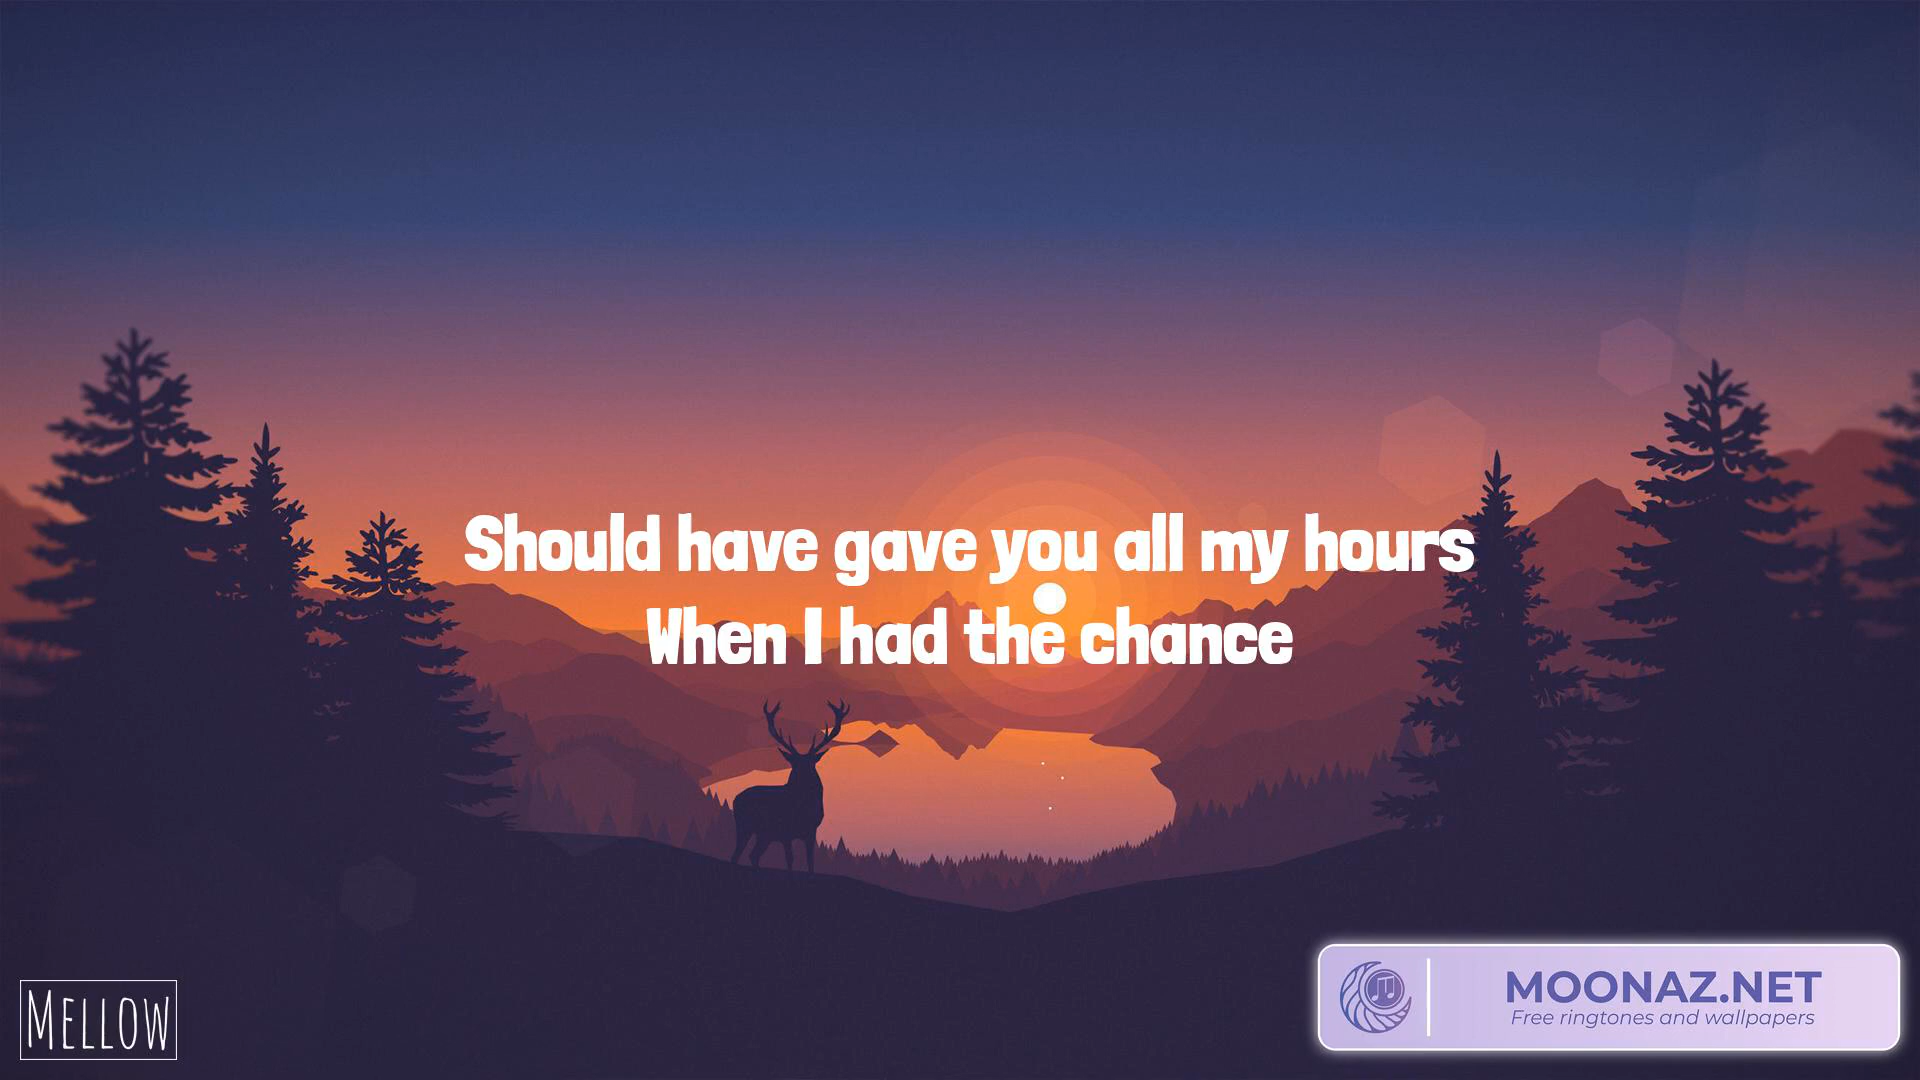 Should have gave you all my hours
When I had the chance
MELLOW
MOONAZ.NET
Free ringtones and wallpapers